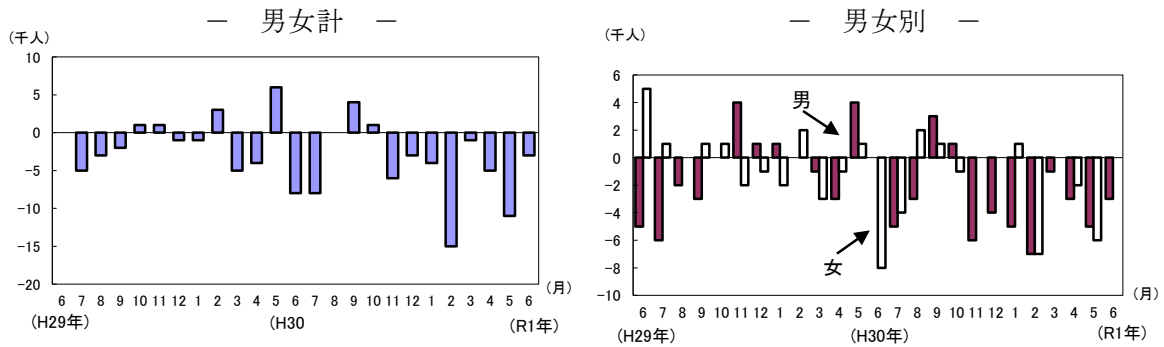 － 男女計 －
(千人)
10
5
0
−5
−10
−15
−20
6 7 8 9 10 11 12 1 2 3 4 5 6 7 8 9 10 11 12 1 2 3 4 5 6
(月)
(H29年) (H30 (R1年)
－ 男女別 －
(千人)
6
4
2
0
−2
−4
−6
−8
−10
男
女
6 7 8 9 10 11 12 1 2 3 4 5 6 7 8 9 10 11 12 1 2 3 4 5 6
(月)
(H29年) (H30年) (R1年)